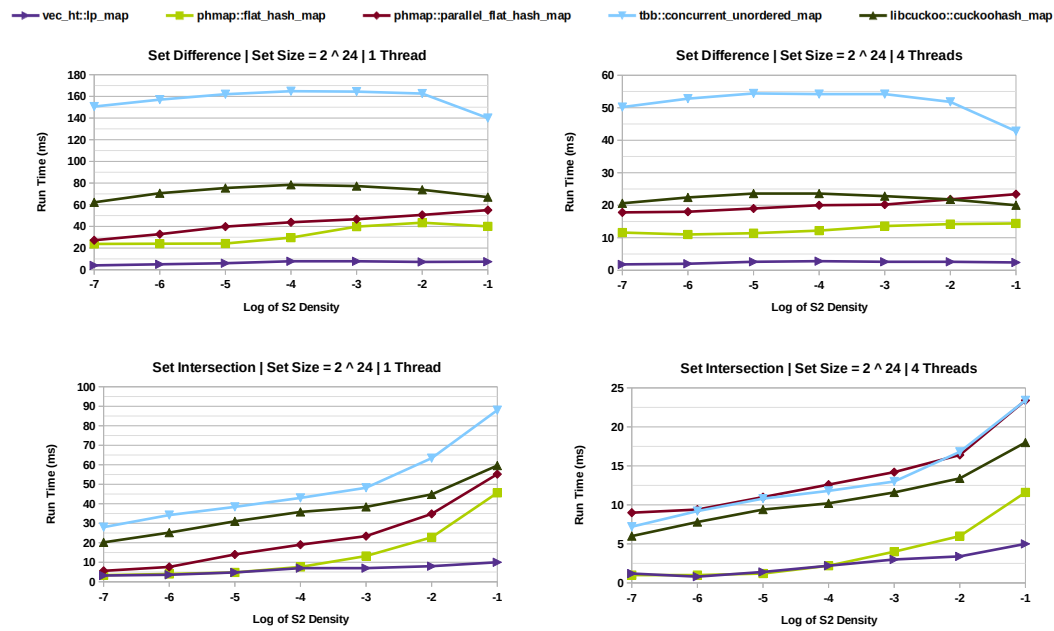 vec_ht::lp_map phmap::flat_hash_map phmap::parallel_flat_hash_map tbb::concurrent_unordered_map libcuckoo::cuckoohash_map
Set Difference | Set Size = 2 ^ 24 | 1 Thread
180
160
140
120
100
80
60
40
20
0
Run Time (ms)
-7 -6 -5 -4 -3 -2 -1
Log of S2 Density
Set Difference | Set Size = 2 ^ 24 | 4 Threads
60
50
40
30
20
10
0
Run Time (ms)
-7 -6 -5 -4 -3 -2 -1
Log of S2 Density
Set Intersection | Set Size = 2 ^ 24 | 1 Thread
100
90
80
70
60
50
40
30
20
10
0
Run Time (ms)
-7 -6 -5 -4 -3 -2 -1
Log of S2 Density
Set Intersection | Set Size = 2 ^ 24 | 4 Threads
25
20
15
10
5
0
Run Time (ms)
-7 -6 -5 -4 -3 -2 -1
Log of S2 Density